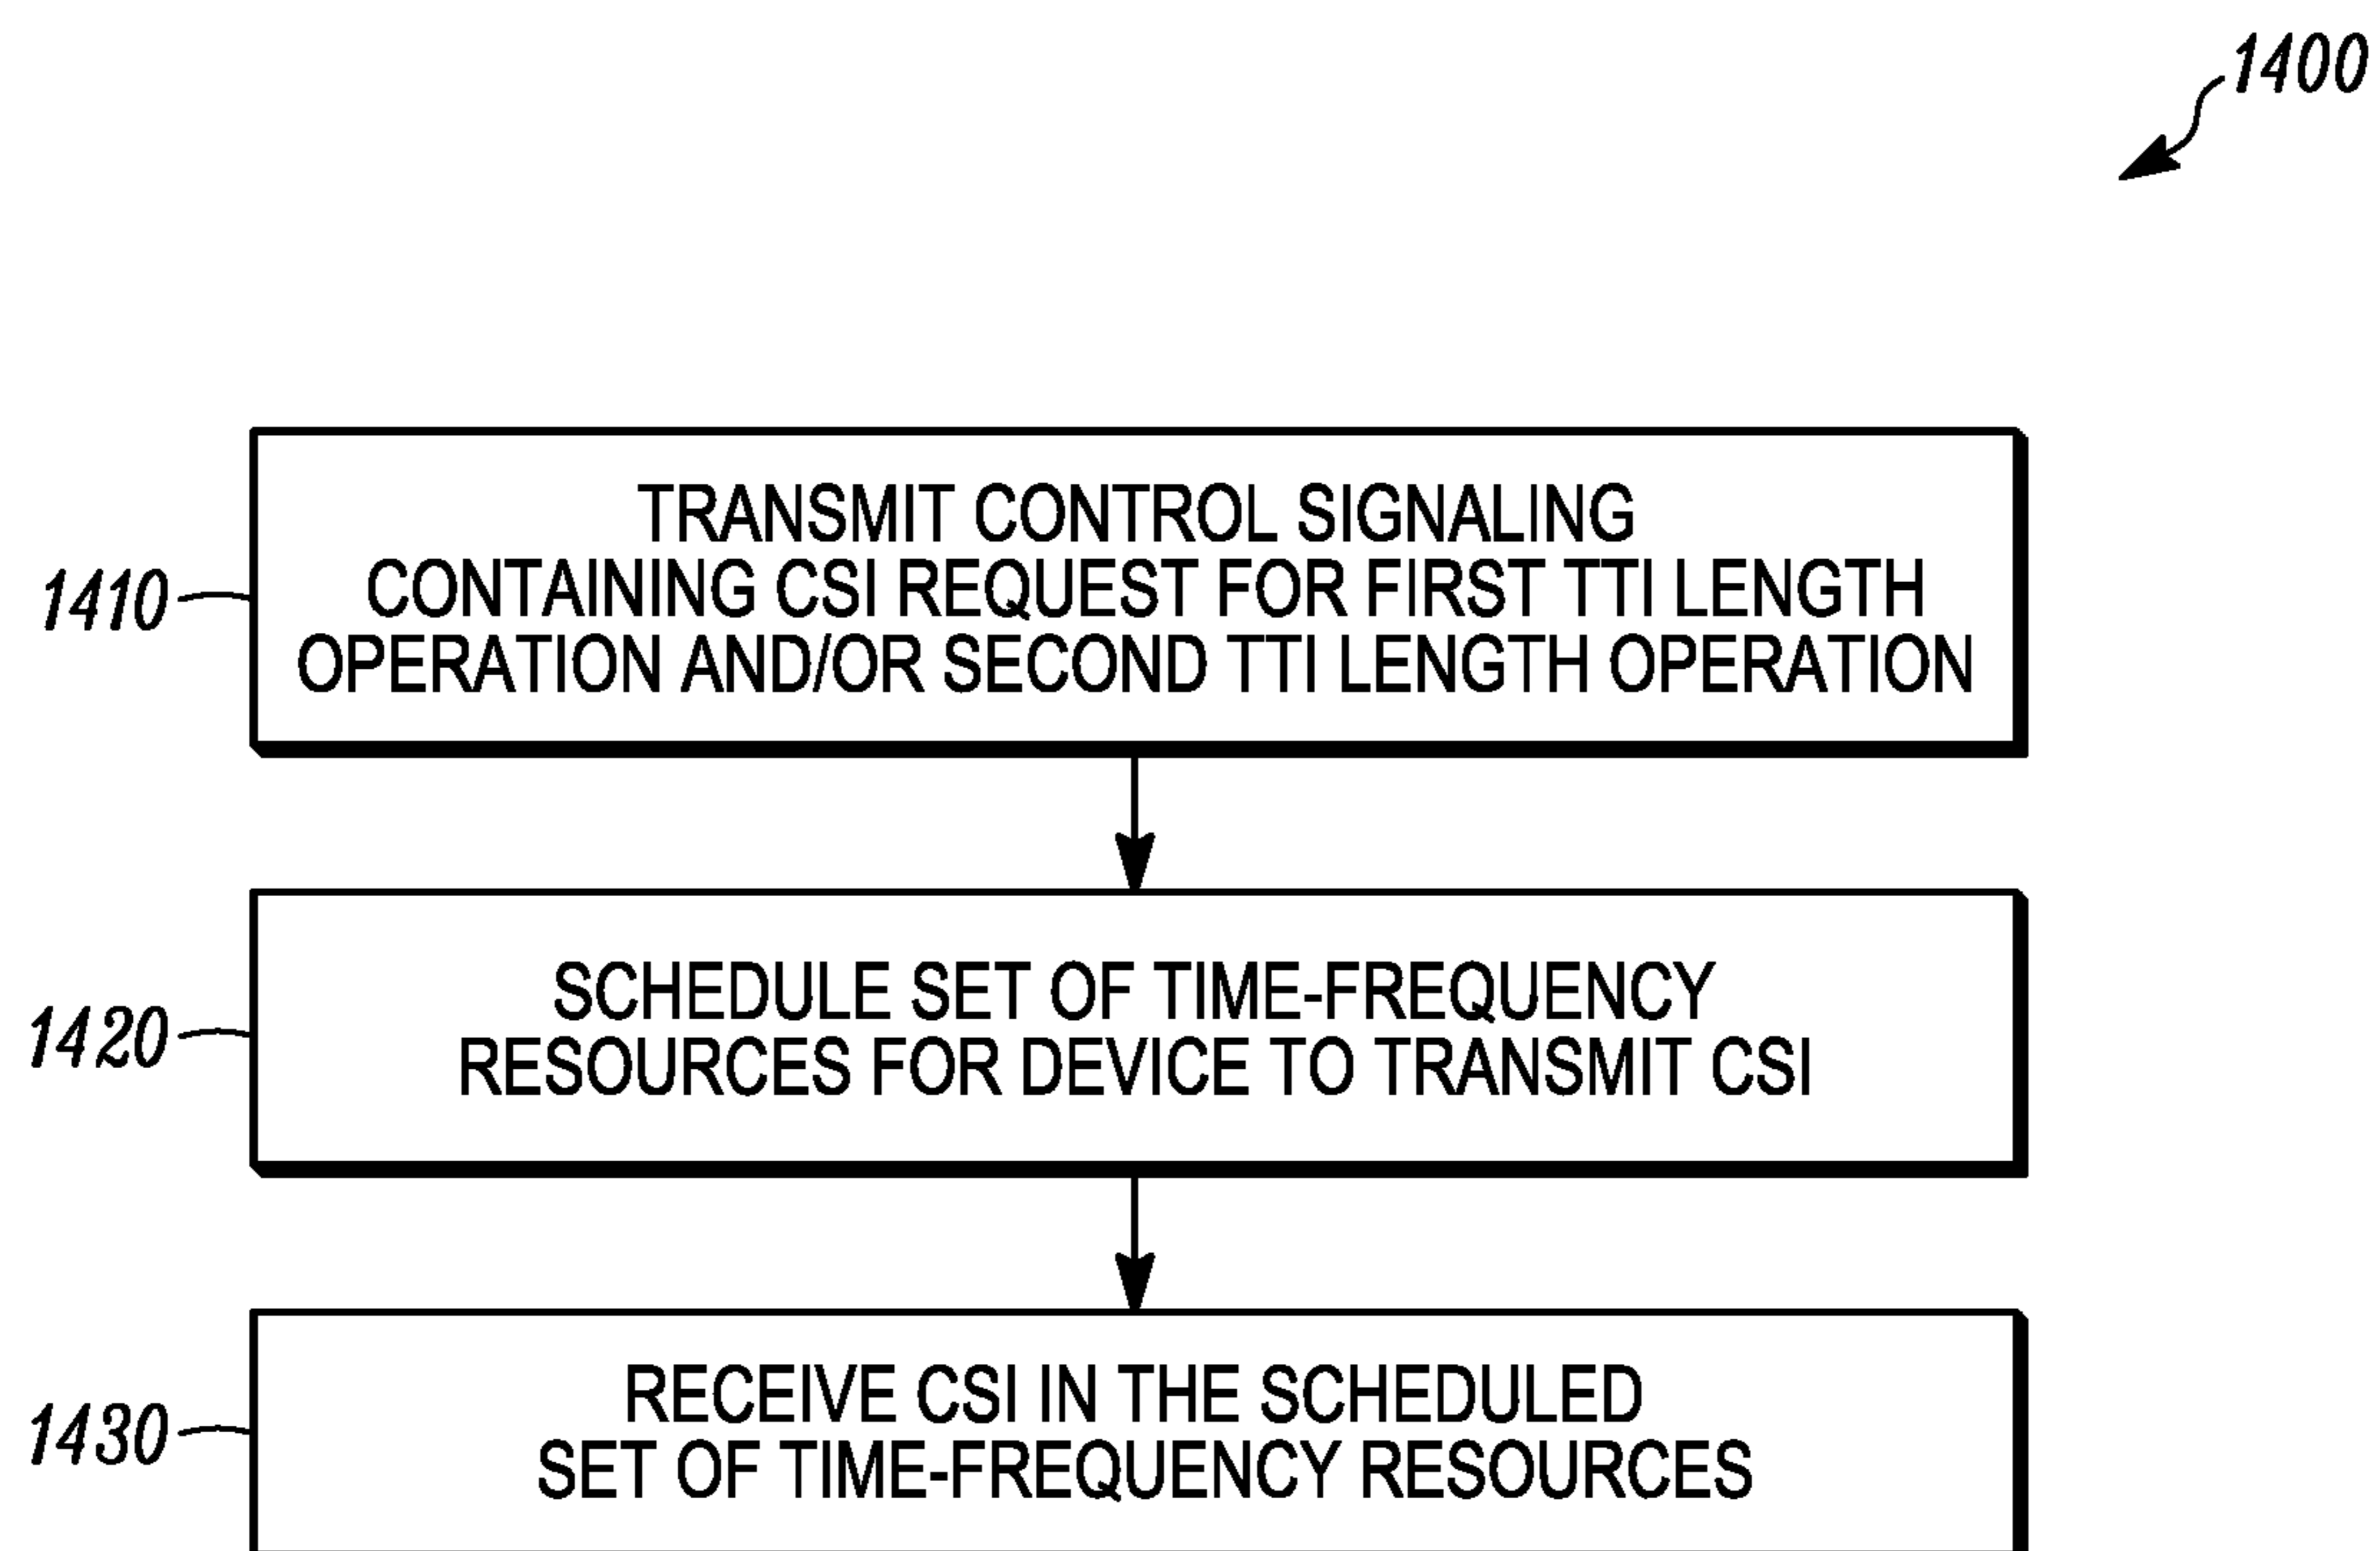 1400
1410
TRANSMIT CONTROL SIGNALING
CONTAINING CSI REQUEST FOR FIRST TTI LENGTH
OPERATION AND/OR SECOND TTI LENGTH OPERATION
1420
SCHEDULE SET OF TIME-FREQUENCY
RESOURCES FOR DEVICE TO TRANSMIT CSI
1430
RECEIVE CSI IN THE SCHEDULED
SET OF TIME-FREQUENCY RESOURCES